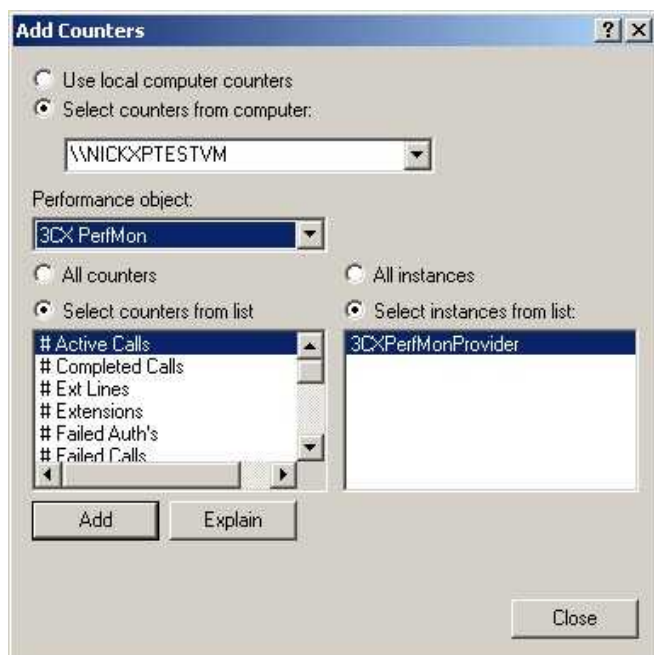 Add Counters
Use local computer counters
Select counters from computer:
\\NICKXPTESTVM
Performance object:
3CX PerfMon
All counters
All instances
Select counters from list
Select instances from list:
# Active Calls
# Completed Calls
# Ext Lines
# Extensions
# Failed Auth's
# Failed Calls
3CXPerfMonProvider
Add
Explain
Close